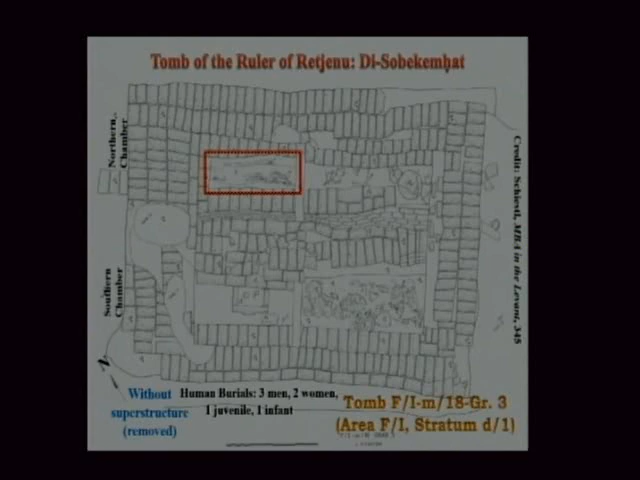 Tomb of the Ruler of Retjenu: Di-Sobekemḥat
Northern
Chamber
Southern
Chamber
Credit: Schiestl, MBA in the Levant, 345
Without
superstructure
(removed)
Human Burials: 3 men, 2 women,
1 juvenile, 1 infant
Tomb F/I-m/18-Gr. 3
(Area F/I, Stratum d/1)